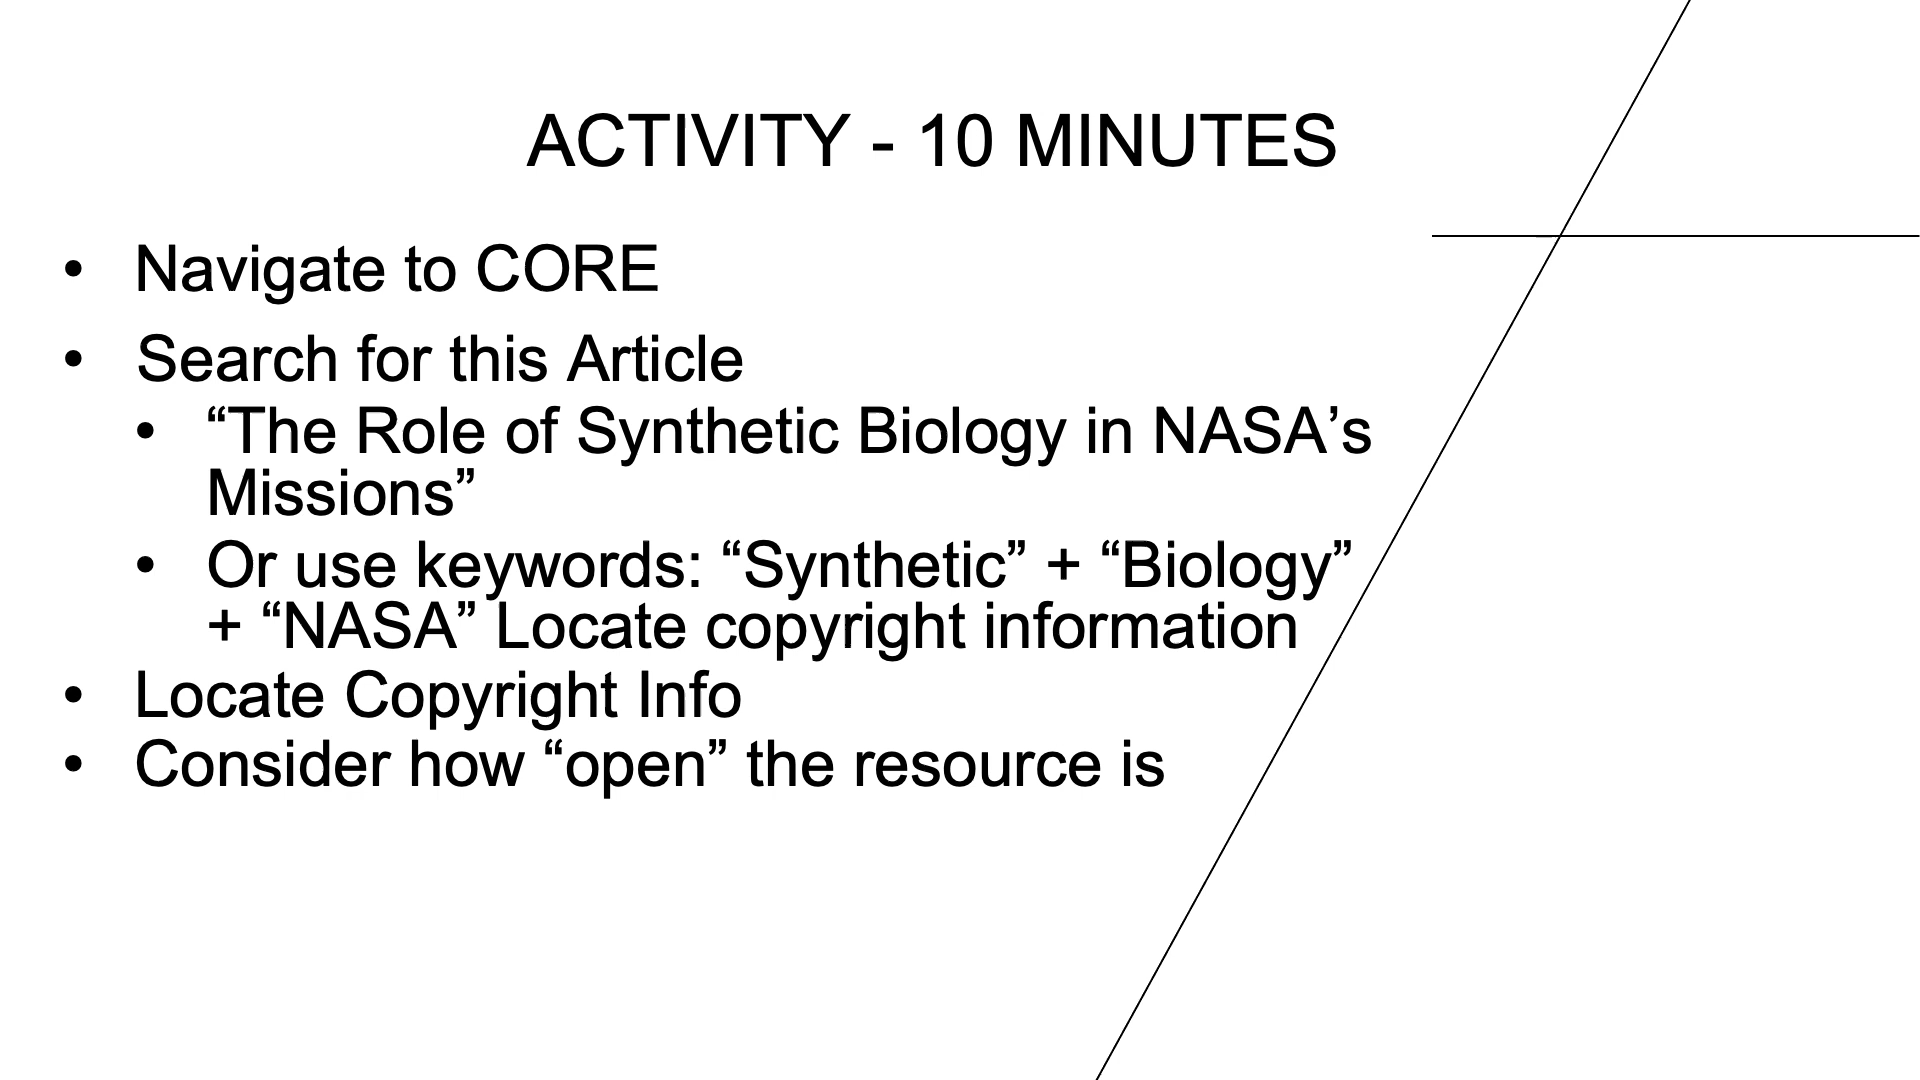 ACTIVITY - 10 MINUTES
• Navigate to CORE
• Search for this Article
• “The Role of Synthetic Biology in NASA’s
Missions”
• Or use keywords: “Synthetic” + “Biology”
+ “NASA” Locate copyright information
• Locate Copyright Info
• Consider how “open” the resource is